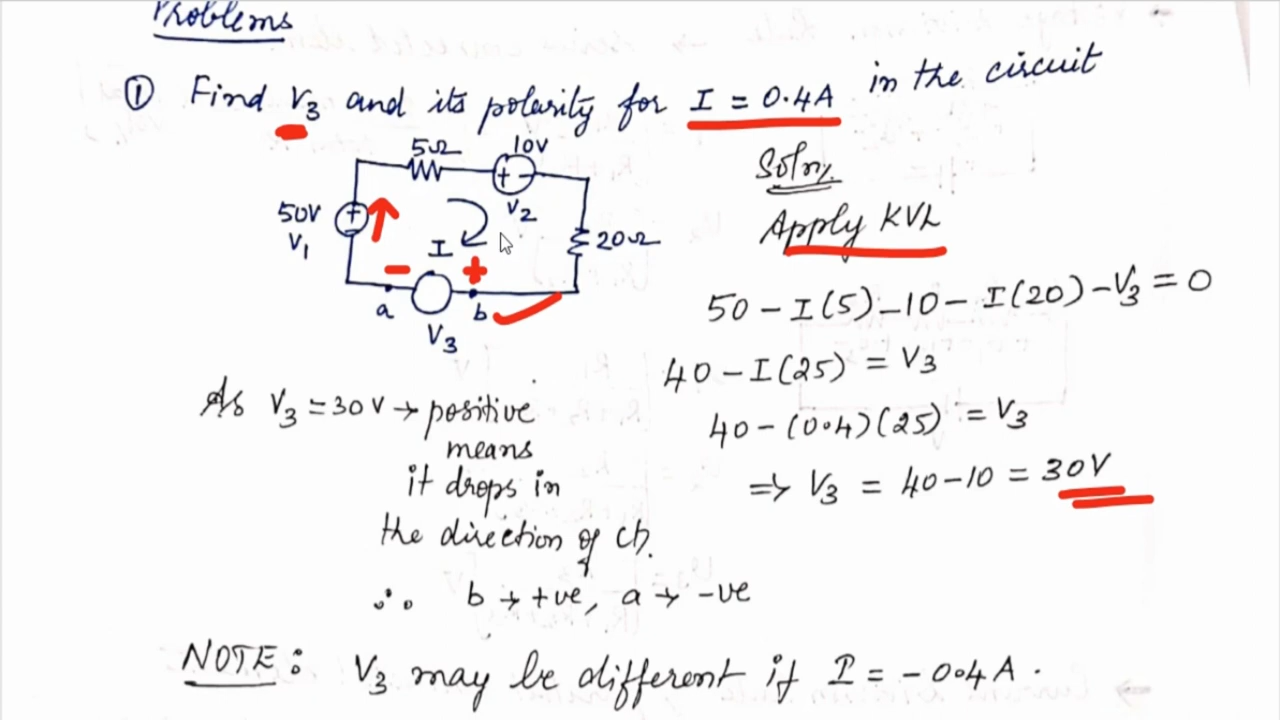 Problems
① Find V3 and its polarity for I = 0.4A in the circuit
5Ω
10V
+ -
V2
50V
+
V1
I
20Ω
- +
a
b
V3
Soln/.
Apply KVL
50 - I(5) - 10 - I(20) - V3 = 0
40 - I(25) = V3
40 - (0.4)(25) = V3
⇒ V3 = 40 - 10 = 30V
As V3 = 30V → positive
means
it drops in
the direction of
∴ b → +ve, a → -ve
NOTE: V3 may be different if I = -0.4A.